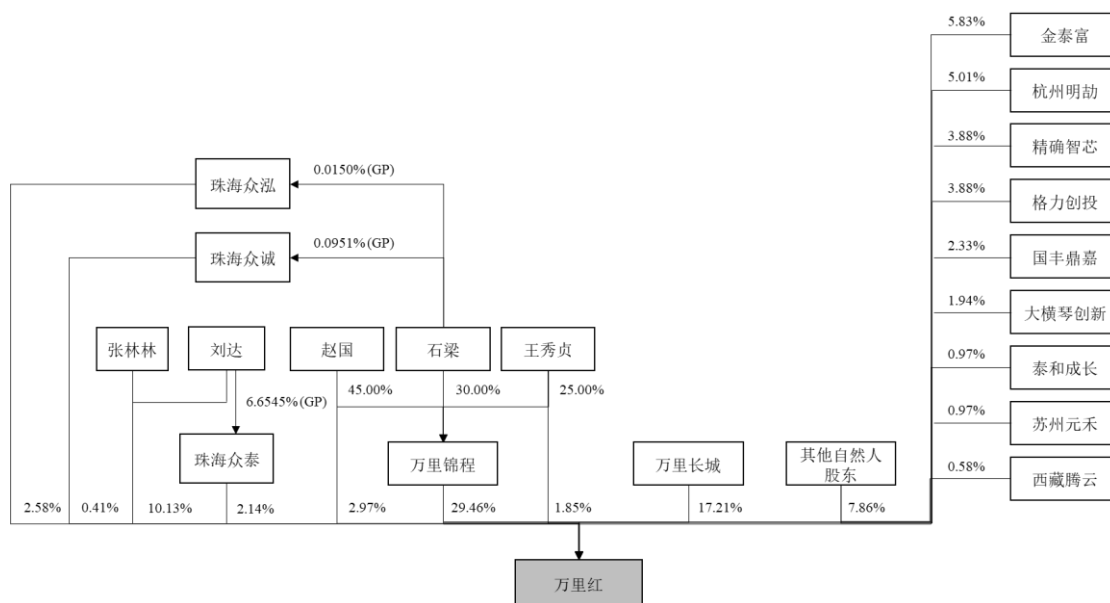 5.83%
金泰富
5.01%
杭州明劼
3.88%
精确智芯
0.0150%(GP)
珠海众泓
3.88%
格力创投
0.0951%(GP)
珠海众诚
2.33%
国丰鼎嘉
1.94%
大横琴创新
张林林
刘达
赵国
石梁
王秀贞
0.97%
泰和成长
45.00%
30.00%
25.00%
6.6545%(GP)
0.97%
苏州元禾
珠海众泰
万里锦程
万里长城
其他自然人
股东
0.58%
西藏腾云
2.58%
0.41%
10.13%
2.14%
2.97%
29.46%
1.85%
17.21%
7.86%
万里红